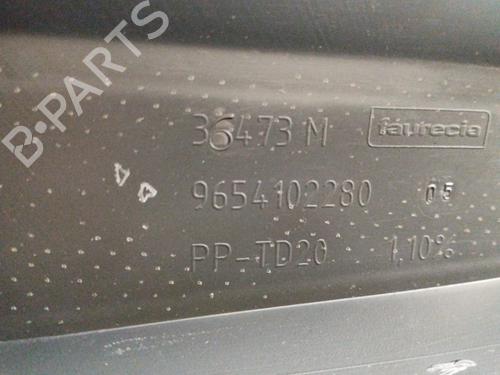 B-PARTS
36473 M faurecia
9654102280 05
PP-TD20 1,10%